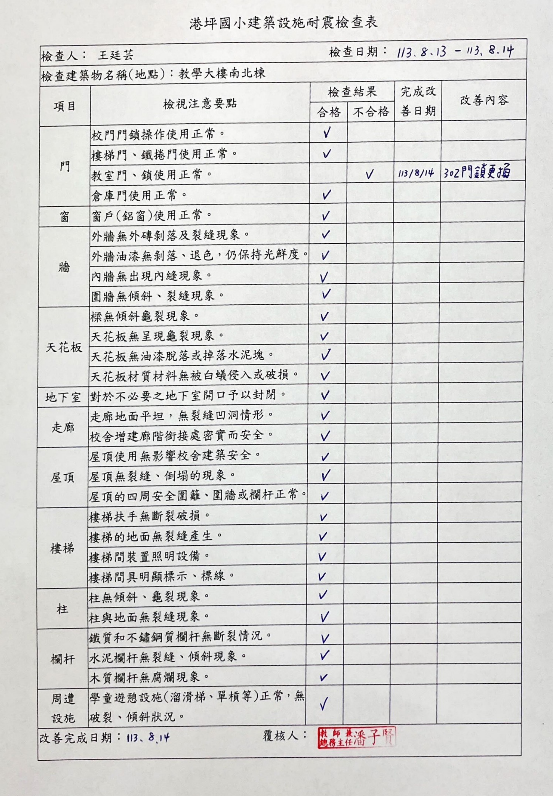 港坪國小建築設施耐震檢查表
檢查人： 王廷芸 檢查日期： 113. 8. 13 - 113. 8. 14
檢查建築物名稱(地點)：教學大樓南北棟
項目 檢視注意要點 檢查結果 完成改善日期 改善內容
合格 不合格
門 校門門鎖操作使用正常。 ✓
樓梯門、鐵捲門使用正常。 ✓
教室門、鎖使用正常。 ✓ 113/8/14 302門鎖更換
倉庫門使用正常。 ✓
窗 窗戶(鋁窗)使用正常。 ✓
牆 外牆無外磚剝落及裂縫現象。 ✓
外牆油漆無剝落、退色，仍保持光鮮度。 ✓
內牆無出現內縫現象。 ✓
圍牆無傾斜、裂縫現象。 ✓
天花板 樑無傾斜龜裂現象。 ✓
天花板無呈現龜裂現象。 ✓
天花板無油漆脫落或掉落水泥塊。 ✓
天花板材質材料無被白蟻侵入或破損。 ✓
地下室 對於不必要之地下室開口予以封閉。 ✓
走廊 走廊地面平坦，無裂縫凹洞情形。 ✓
校舍增建廊階銜接處密實而安全。 ✓
屋頂 屋頂使用無影響校舍建築安全。 ✓
屋頂無裂縫、倒塌的現象。 ✓
屋頂的四周安全圍籬、圍牆或欄杆正常。 ✓
樓梯 樓梯扶手無斷裂破損。 ✓
樓梯的地面無裂縫產生。 ✓
樓梯間裝置照明設備。 ✓
樓梯間具明顯標示、標線。 ✓
柱 柱無傾斜、龜裂現象。 ✓
柱與地面無裂縫現象。 ✓
欄杆 鐵質和不鏽鋼質欄杆無斷裂情況。 ✓
水泥欄杆無裂縫、傾斜現象。 ✓
木質欄杆無腐爛現象。 ✓
周遭設施 學童遊憩設施(溜滑梯、單槓等)正常，無 ✓
破裂、傾斜狀況。
改善完成日期：113. 8. 14 覆核人： 教師兼總務主任潘子賢